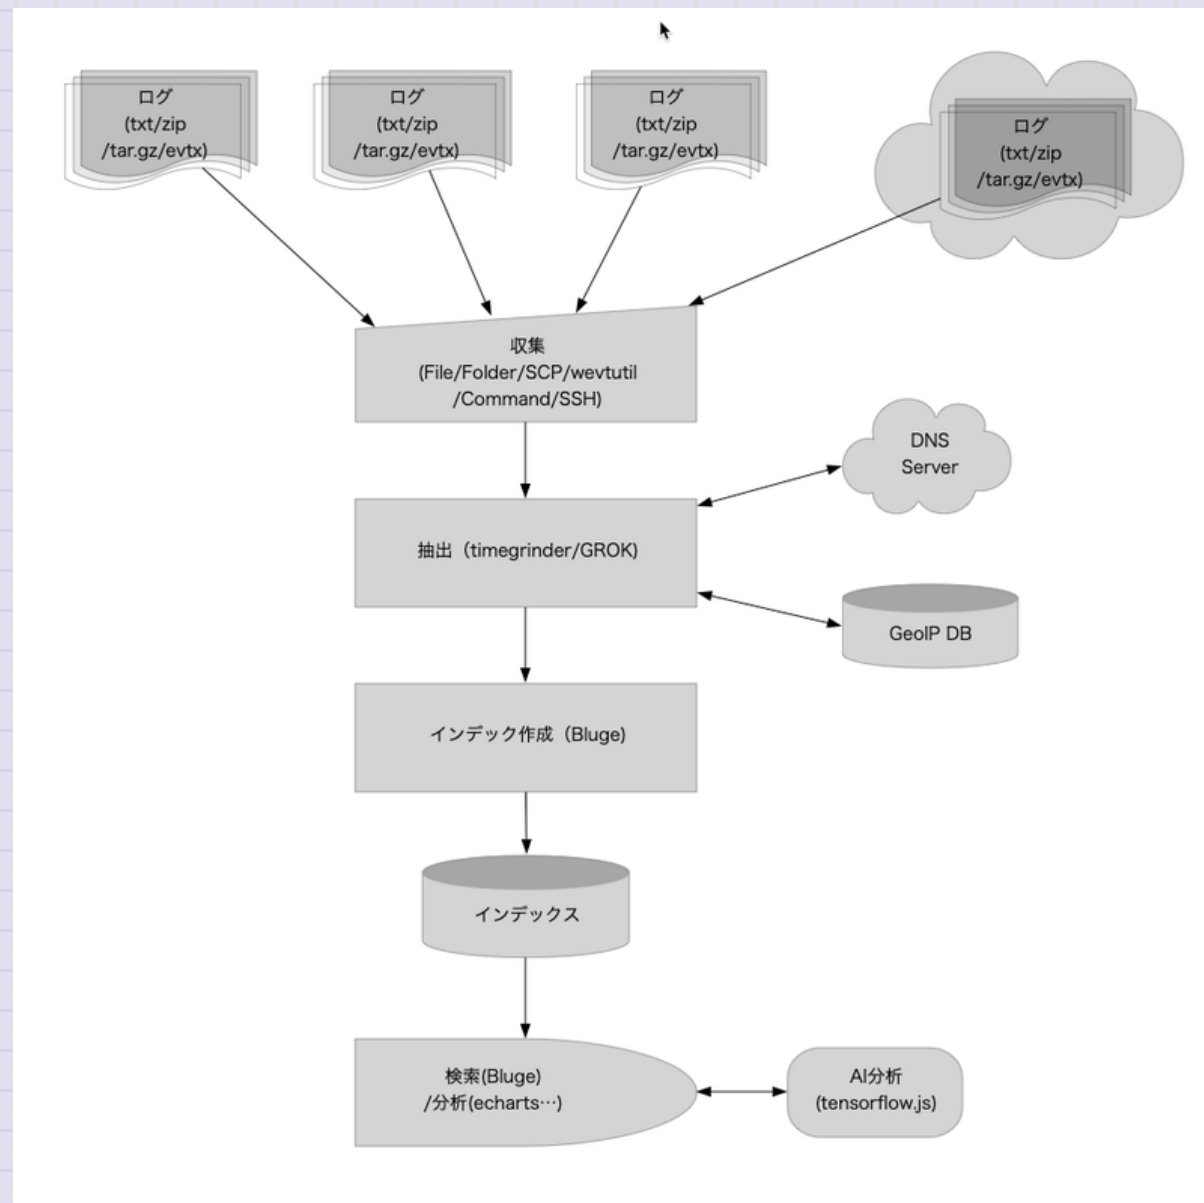 ログ
(txt/zip
/tar.gz/evtx)
ログ
(txt/zip
/tar.gz/evtx)
ログ
(txt/zip
/tar.gz/evtx)
ログ
(txt/zip
/tar.gz/evtx)
収集
(File/Folder/SCP/wevtutil
/Command/SSH)
DNS
Server
抽出（timegrinder/GROK)
GeoIP DB
インデック作成（Bluge)
インデックス
検索(Bluge)
/分析(echarts…)
AI分析
(tensorflow.js)